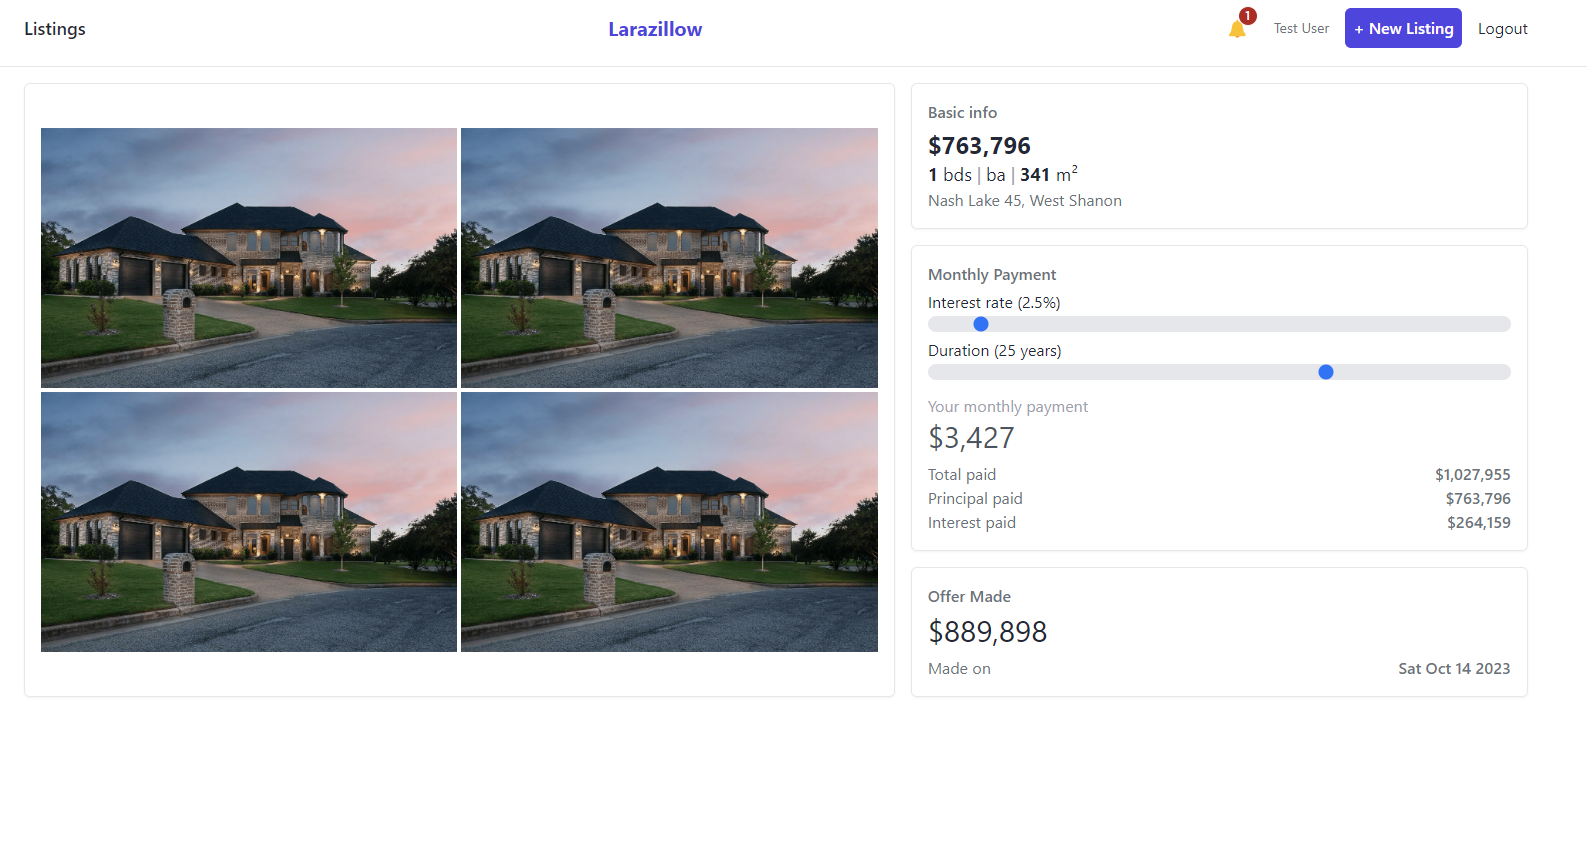 Listings
Larazillow
1
Test User
+ New Listing
Logout
Basic info
$763,796
1 bds | ba | 341 m²
Nash Lake 45, West Shanon
Monthly Payment
Interest rate (2.5%)
Duration (25 years)
Your monthly payment
$3,427
Total paid $1,027,955
Principal paid $763,796
Interest paid $264,159
Offer Made
$889,898
Made on Sat Oct 14 2023